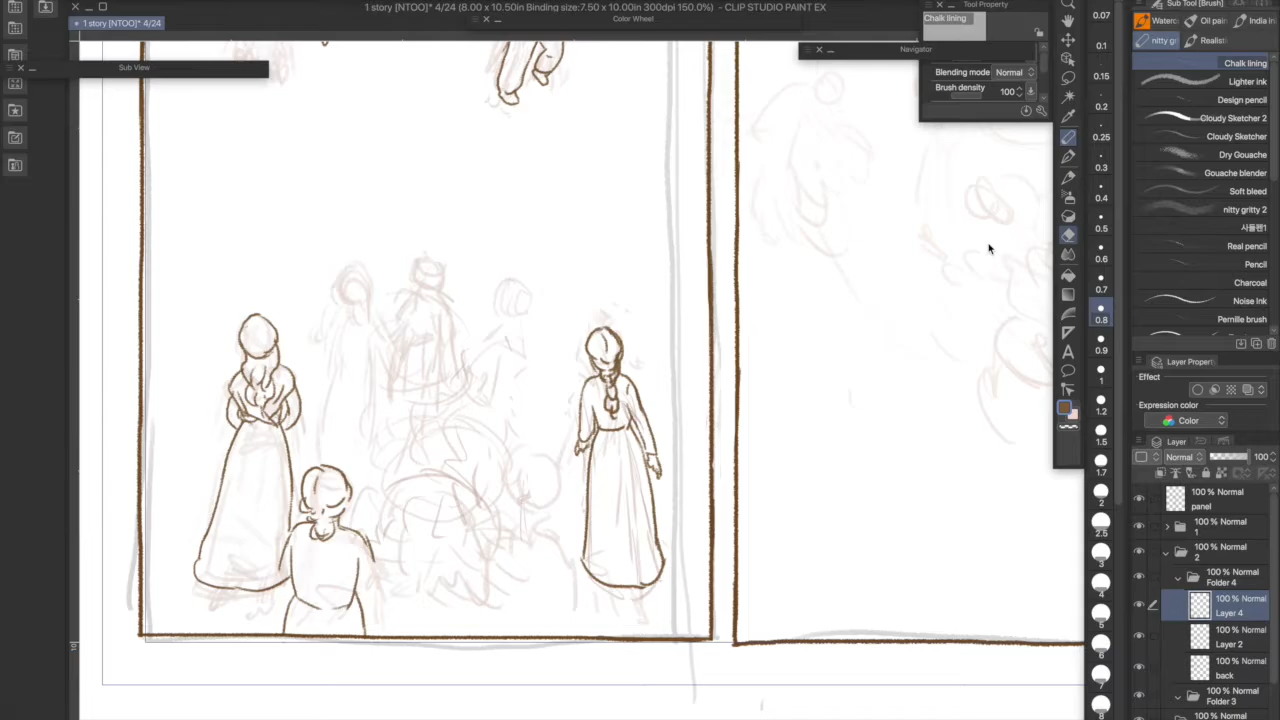 1 story [NTOO]* 4/24 (8.00 x 10.50in Binding size:7.50 x 10.00in 300dpi 150.0%) - CLIP STUDIO PAINT EX
1 story [NTOO]* 4/24
Color Wheel
Sub View
Tool Property
Chalk lining
Navigator
Blending mode Normal
Brush density 100
0.07
0.1
0.15
0.2
0.25
0.3
0.4
0.5
0.6
0.7
0.8
0.9
1
1.2
1.5
1.7
2
2.5
3
4
5
6
7
8
Sub Tool [Brush]
Waterc Oil pain India in
nitty gr Realisti
Chalk lining
Lighter ink
Design pencil
Cloudy Sketcher 2
Cloudy Sketcher
Dry Gouache
Gouache blender
Soft bleed
nitty gritty 2
사들펜1
Real pencil
Pencil
Charcoal
Noise Ink
Pernille brush
Layer Property
Effect
Expression color
Color
Layer
Normal 100
100 % Normal
panel
100 % Normal
1
100 % Normal
2
100 % Normal
Folder 4
100 % Normal
Layer 4
100 % Normal
Layer 2
100 % Normal
back
100 % Normal
Folder 3
100 % Normal